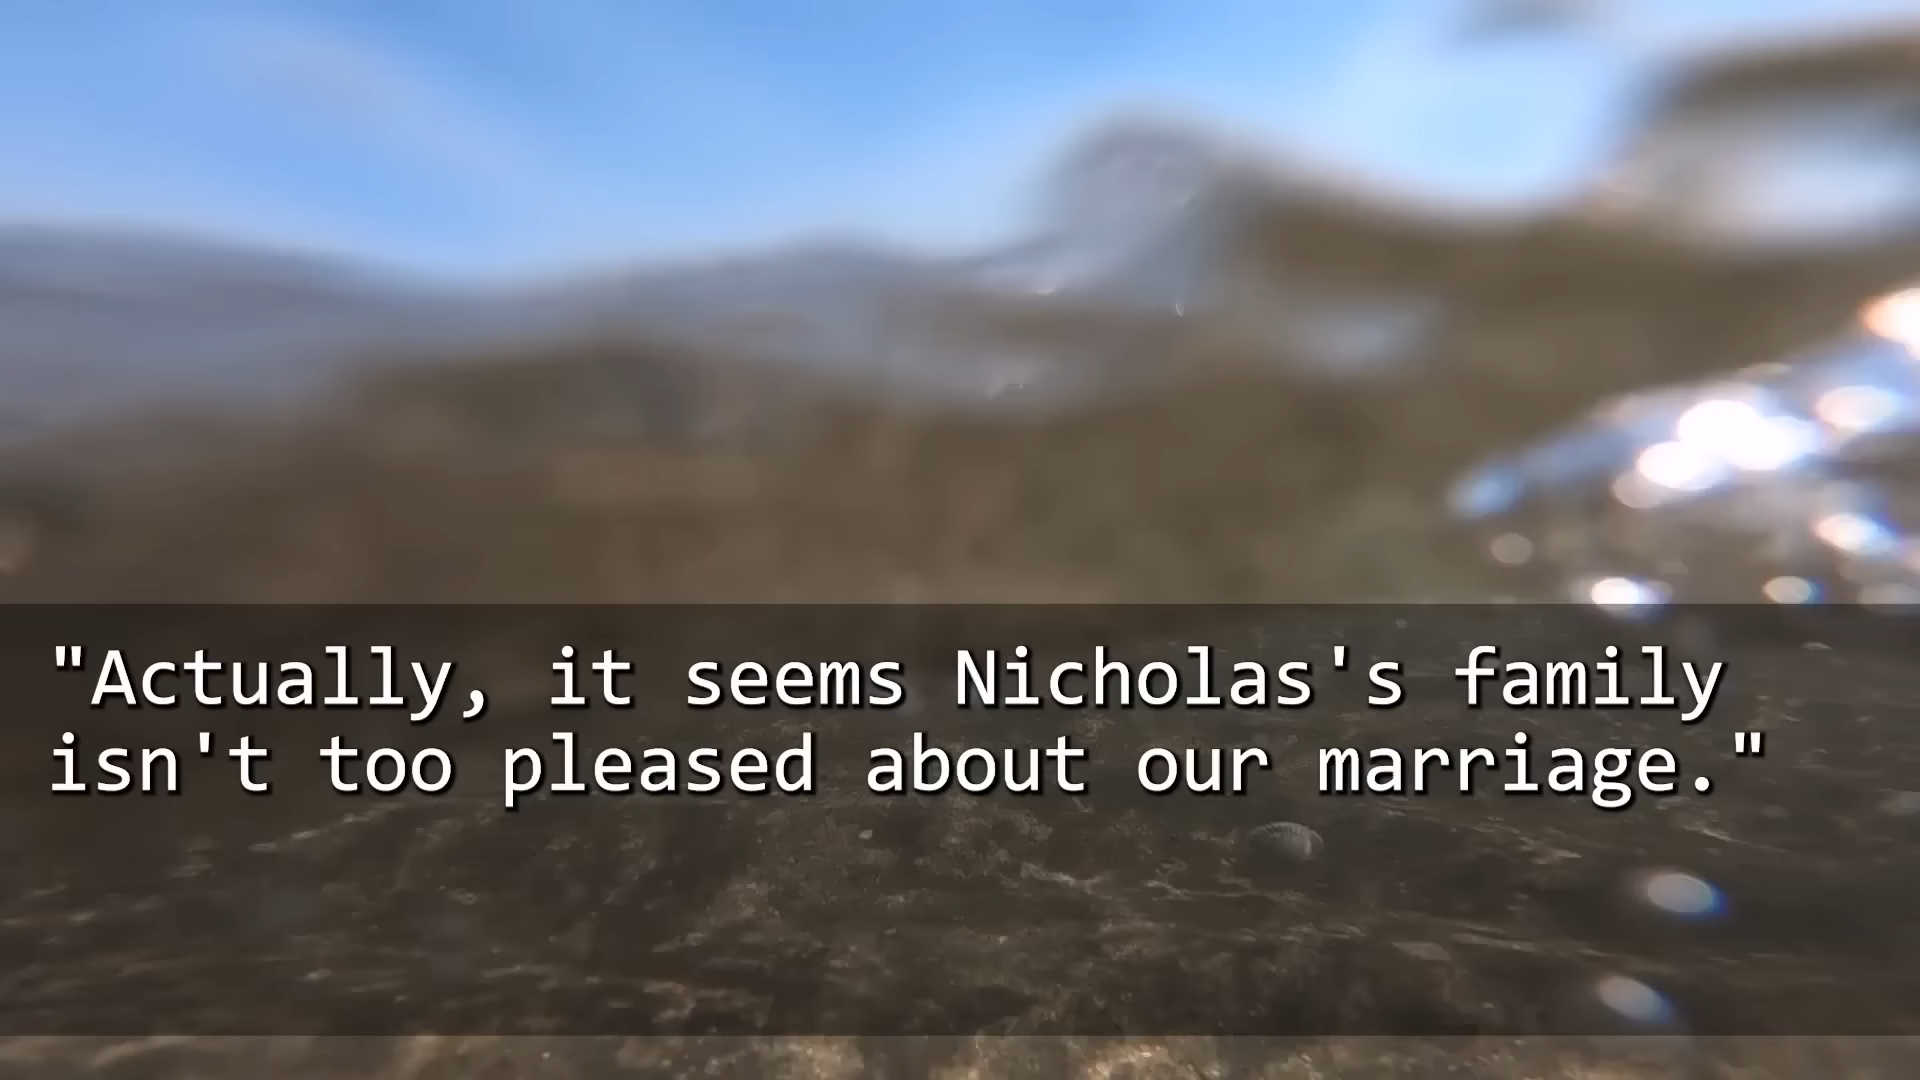 "Actually, it seems Nicholas's family
isn't too pleased about our marriage."